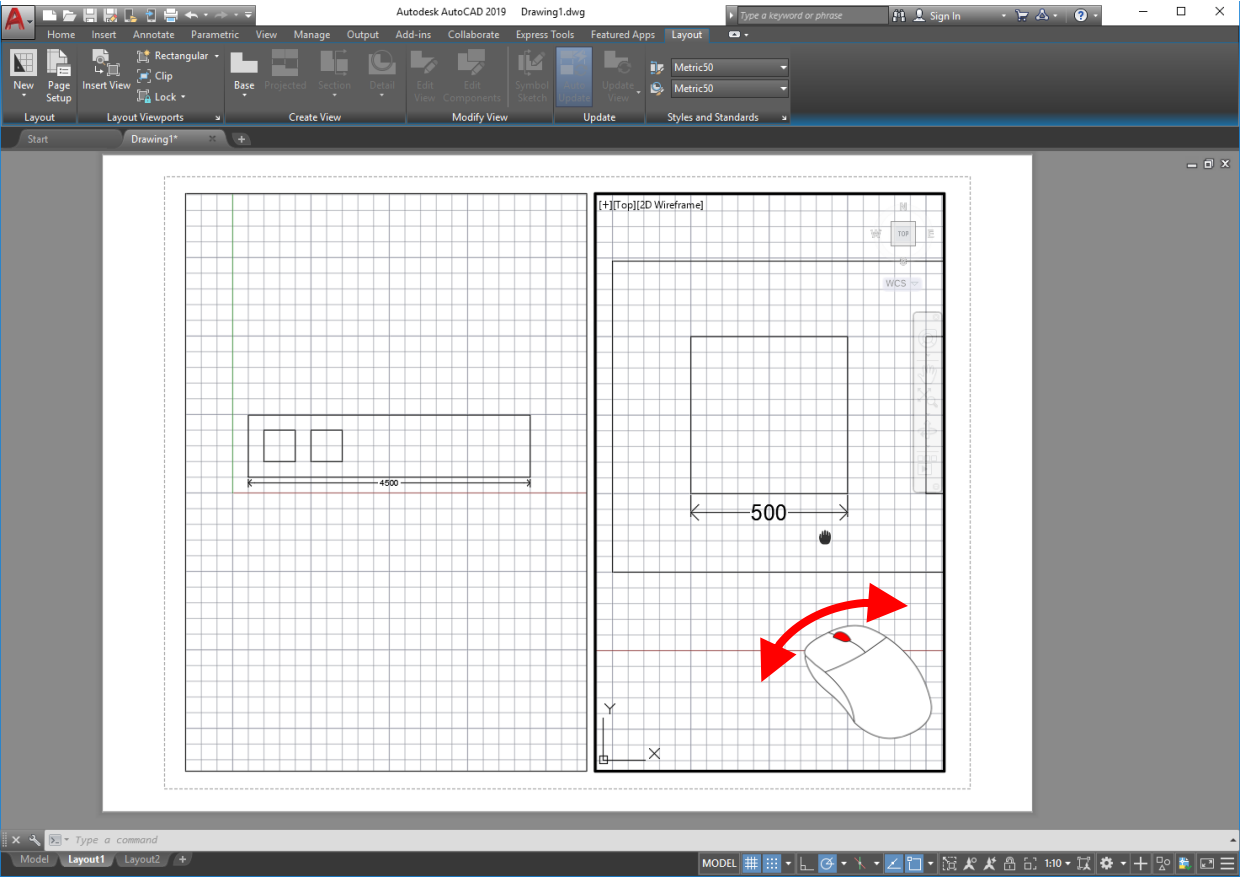 Autodesk AutoCAD 2019 Drawing1.dwg
Type a keyword or phrase
Sign In
Home Insert Annotate Parametric View Manage Output Add-ins Collaborate Express Tools Featured Apps Layout
New
Page Setup
Insert View
Rectangular
Clip
Lock
Base
Projected
Section
Detail
Edit View
Edit Components
Symbol Sketch
Auto Update
Update View
Metric50
Metric50
Layout
Layout Viewports
Create View
Modify View
Update
Styles and Standards
Start
Drawing1*
[+][Top][2D Wireframe]
N
W
TOP
E
S
WCS
4500
500
Y
X
Type a command
Model Layout1 Layout2
MODEL
1:10